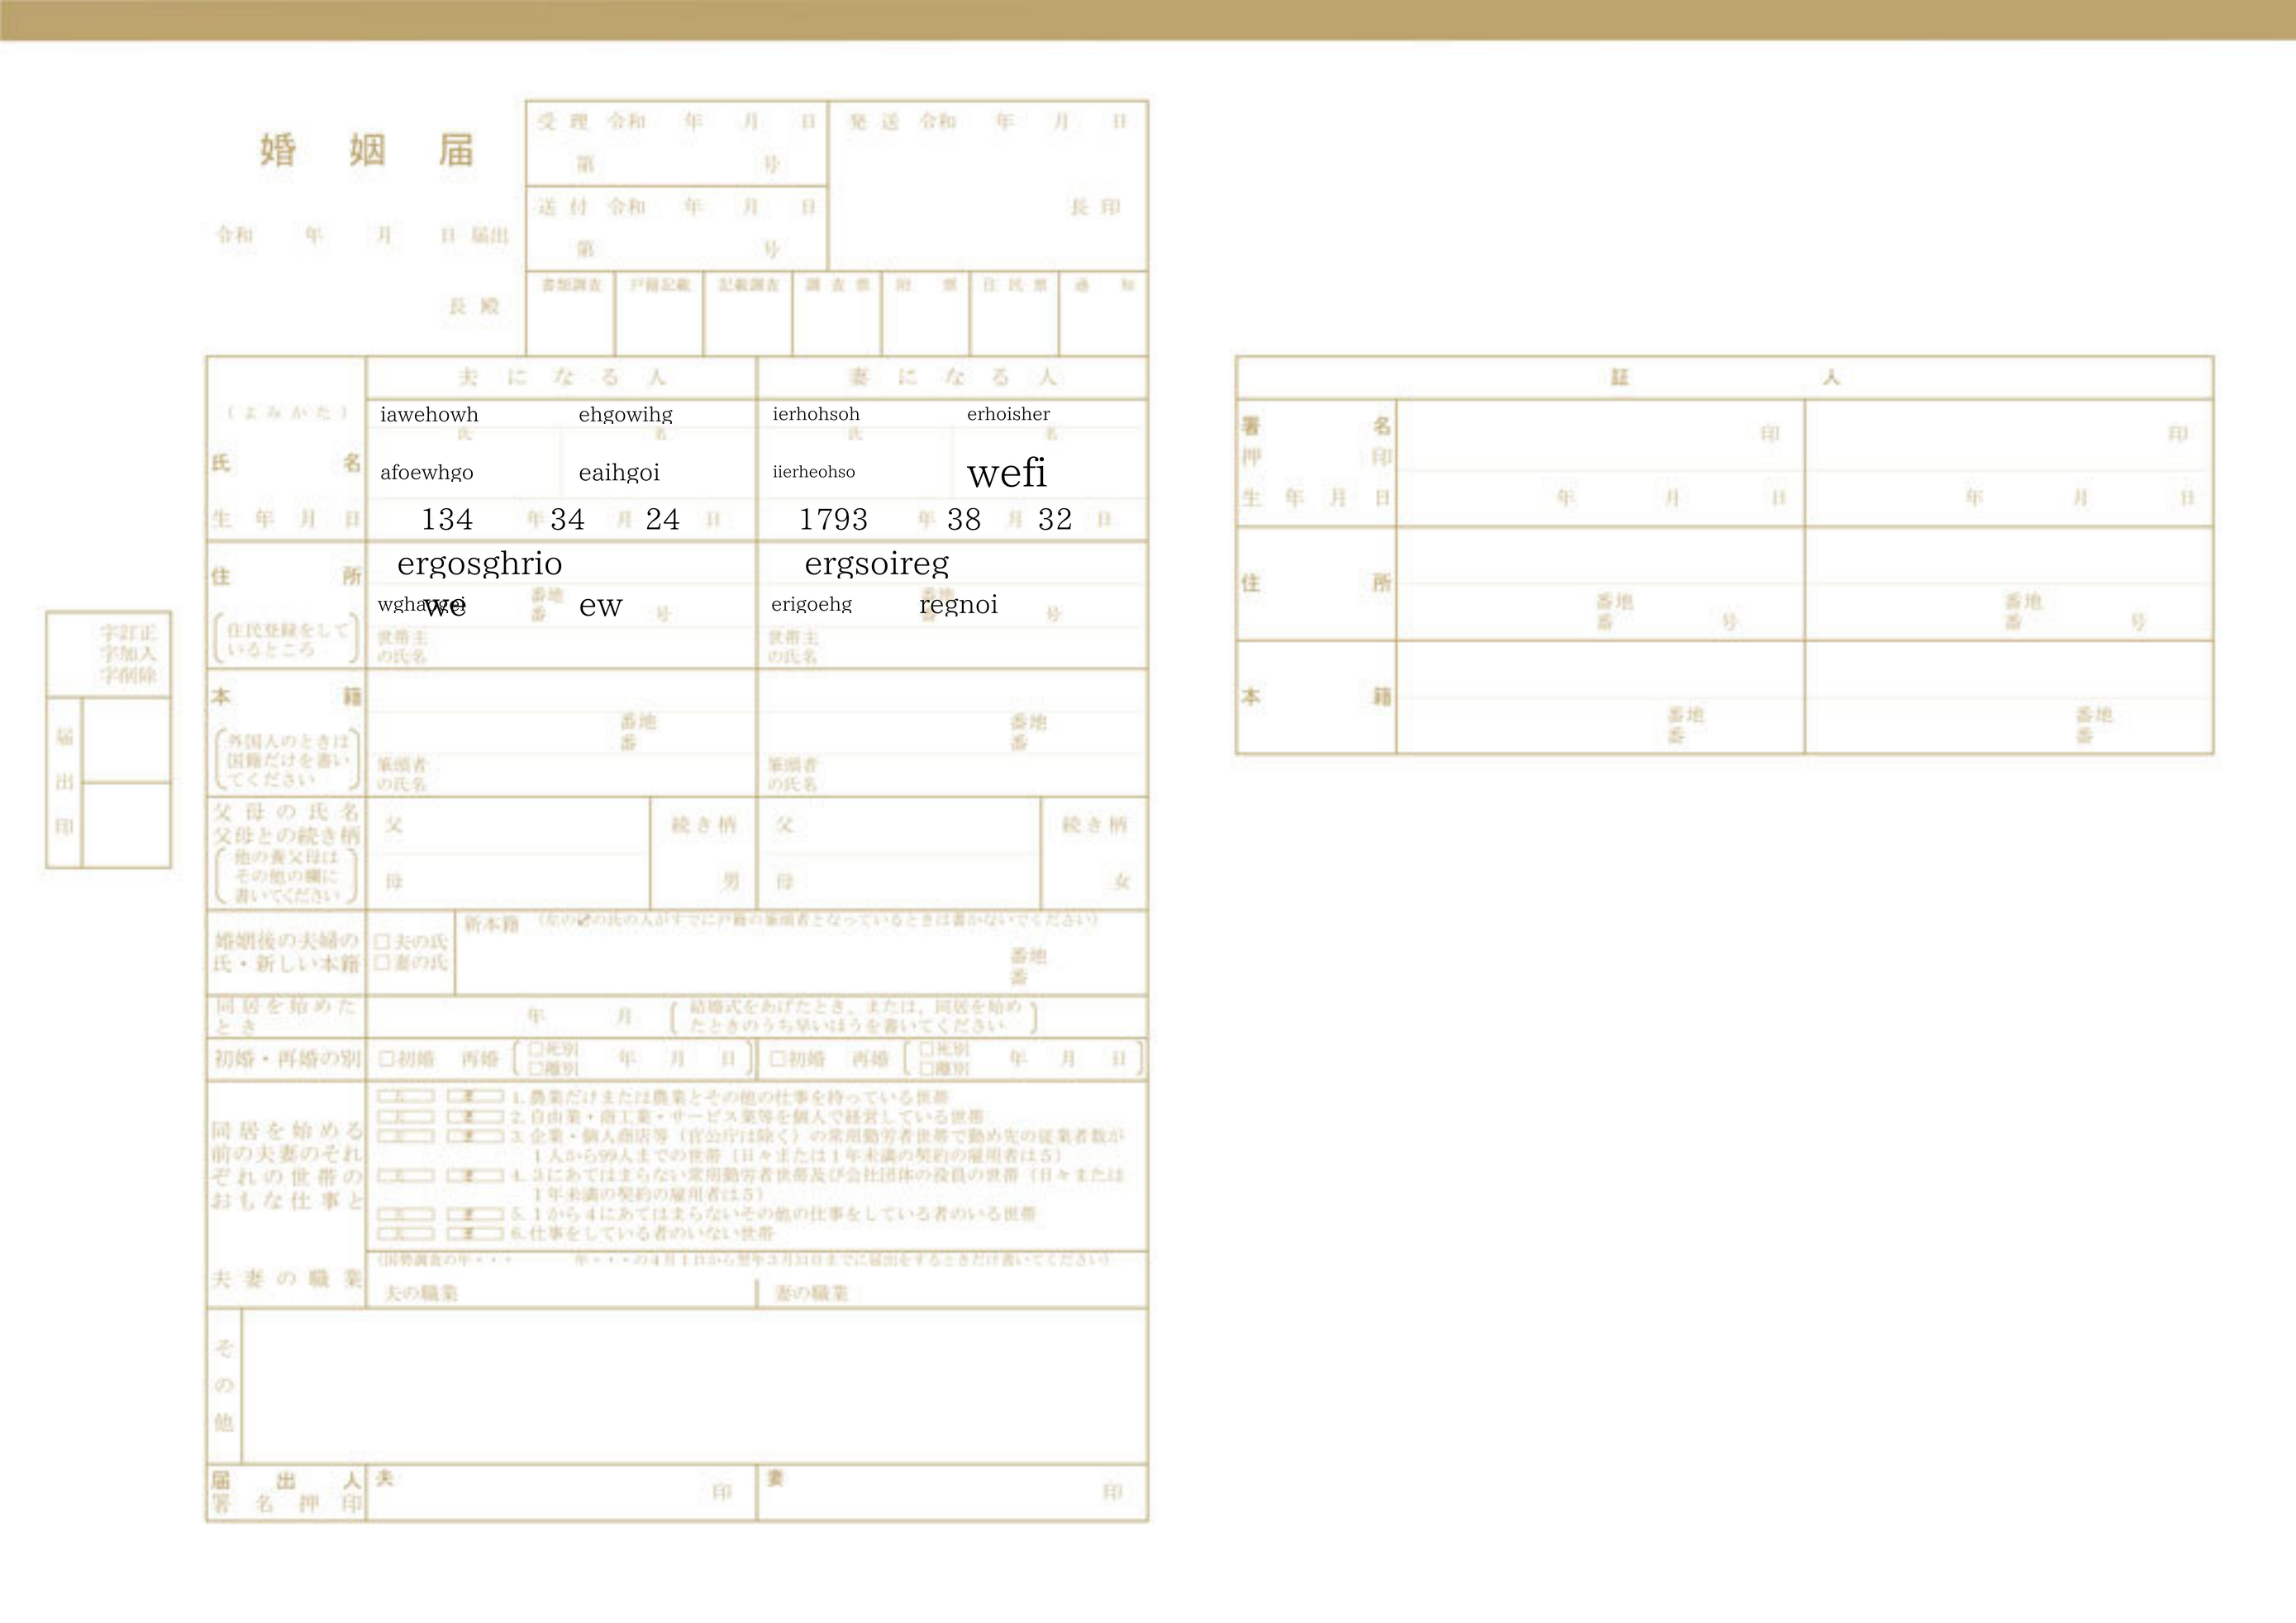 婚姻届
令和 年 月 日 届出
長 殿
受理 令和 年 月 日
第 号
送付 令和 年 月 日
第 号
発送 令和 年 月 日
長印
書類調査 戸籍記載 記載調査 調査票 附票 住民票 通知
夫になる人 妻になる人
(よみかた) iawehowh ehgowihg ierhohsoh erhoisher
氏 名 氏 名
氏名 afoewhgo eaihgoi iierheohso wefi
生年月日 134 年 34 月 24 日 1793 年 38 月 32 日
住所 ergosghrio ergsoireg
we 番地 番 ew 号 erigoehg 番地 番 regnoi 号
(住民登録をしているところ)
世帯主の氏名 世帯主の氏名
本籍
番地 番 番地 番
(外国人のときは国籍だけを書いてください)
筆頭者の氏名 筆頭者の氏名
父母の氏名
父母との続き柄
(他の養父母はその他の欄に書いてください)
父 続き柄 父 続き柄
母 男 母 女
婚姻後の夫婦の氏・新しい本籍
□夫の氏
□妻の氏
新本籍 (左の☑の氏の人がすでに戸籍の筆頭者となっているときは書かないでください)
番地 番
同居を始めたとき
年 月 (結婚式をあげたとき、または、同居を始めたときのうち早いほうを書いてください)
初婚・再婚の別 □初婚 再婚 (□死別 □離別 年 月 日) □初婚 再婚 (□死別 □離別 年 月 日)
同居を始める前の夫妻のそれぞれの世帯のおもな仕事と
夫 妻 1. 農業だけまたは農業とその他の仕事を持っている世帯
夫 妻 2. 自由業・商工業・サービス業等を個人で経営している世帯
夫 妻 3. 企業・個人商店等（官公庁は除く）の常用勤労者世帯で勤め先の従業者数が
1人から99人までの世帯（日々または1年未満の契約の雇用者は5）
夫 妻 4. 3にあてはまらない常用勤労者世帯及び会社団体の役員の世帯（日々または
1年未満の契約の雇用者は5）
夫 妻 5. 1から4にあてはまらないその他の仕事をしている者のいる世帯
夫 妻 6. 仕事をしている者のいない世帯
夫妻の職業
(国勢調査の年・・・ 年・・・の4月1日から翌年3月31日までに届出をするときだけ書いてください)
夫の職業 妻の職業
その他
届出人
署名押印
夫 印 妻 印
字訂正
字加入
字削除
届出印
証人
署名
押印
印 印
生年月日 年 月 日 年 月 日
住所
番地 番 号 番地 番 号
本籍
番地 番 番地 番